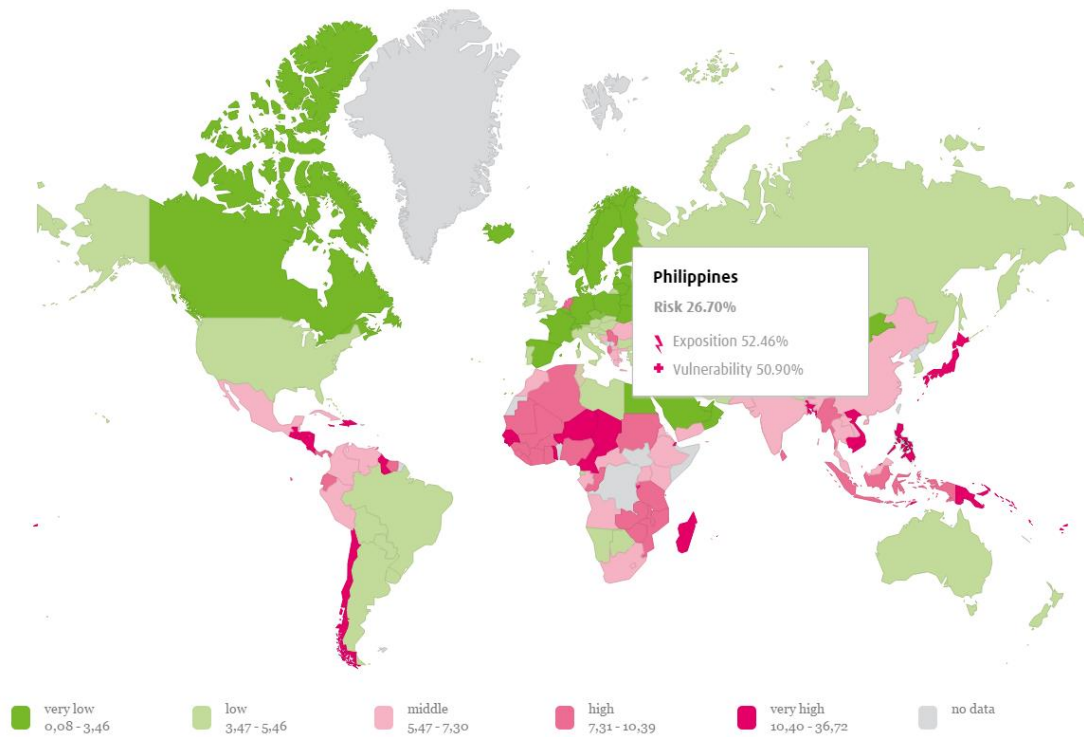 Philippines
Risk 26.70%
Exposition 52.46%
Vulnerability 50.90%
very low
0,08 - 3,46
low
3,47 - 5,46
middle
5,47 - 7,30
high
7,31 - 10,39
very high
10,40 - 36,72
no data